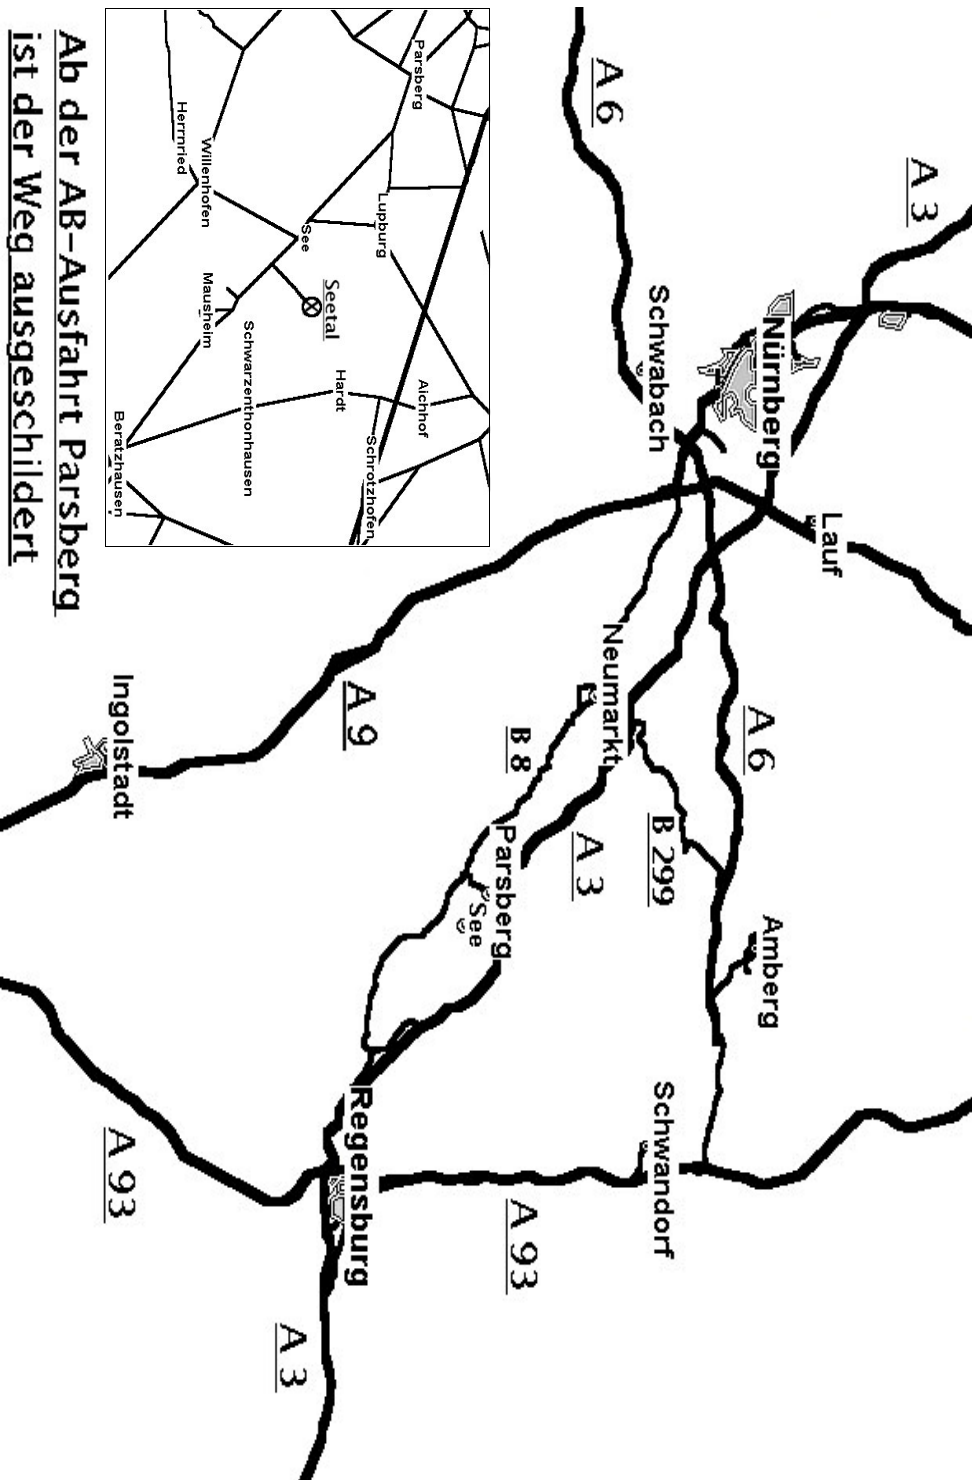 A 3
A 6
Nürnberg
Schwabach
Lauf
Neumarkt
A 6
B 299
A 3
B 8
A 9
Ingolstadt
Parsberg
See
Amberg
Schwandorf
A 93
Regensburg
A 93
A 3
Parsberg
Lupburg
Aichhof
Schrotzhofen
See
Seetal
Hardt
Herrnried
Willenhofen
Mausheim
Schwarzenthonhausen
Beratzhausen
Ab der AB-Ausfahrt Parsberg
ist der Weg ausgeschildert